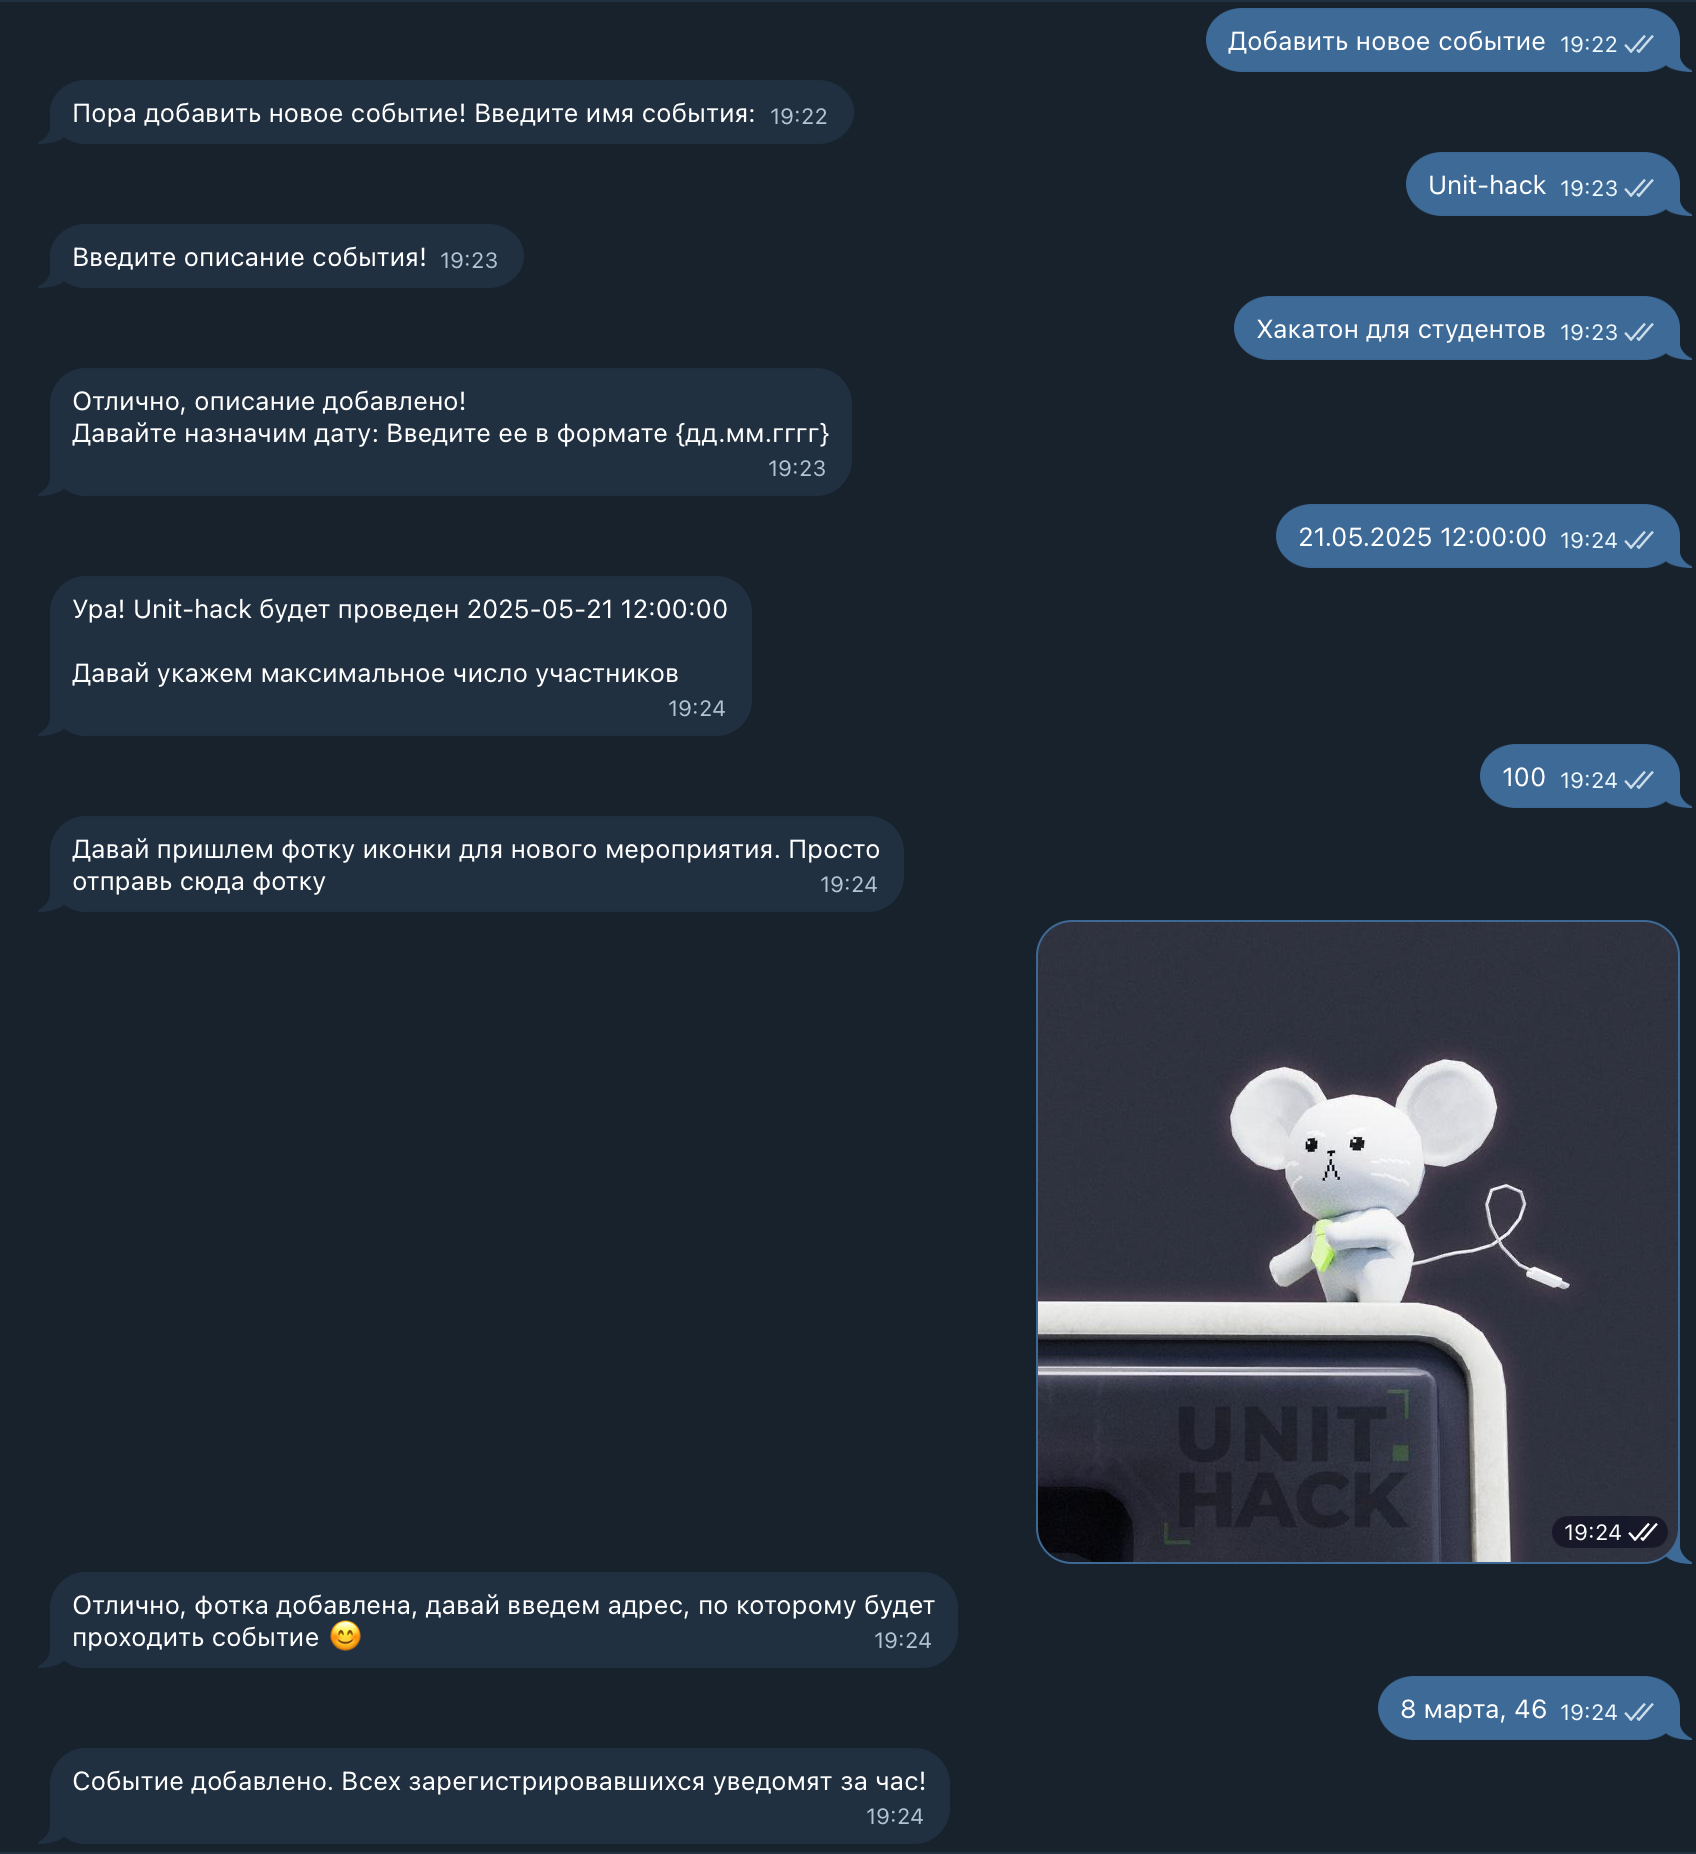 Добавить новое событие 19:22
Пора добавить новое событие! Введите имя события: 19:22
Unit-hack 19:23
Введите описание события! 19:23
Хакатон для студентов 19:23
Отлично, описание добавлено!
Давайте назначим дату: Введите ее в формате {дд.мм.гггг}
19:23
21.05.2025 12:00:00 19:24
Ура! Unit-hack будет проведен 2025-05-21 12:00:00
Давай укажем максимальное число участников
19:24
100 19:24
Давай пришлем фотку иконки для нового мероприятия. Просто
отправь сюда фотку 19:24
UNIT.
HACK
19:24
Отлично, фотка добавлена, давай введем адрес, по которому будет
проходить событие 😊 19:24
8 марта, 46 19:24
Событие добавлено. Всех зарегистрировавшихся уведомят за час!
19:24